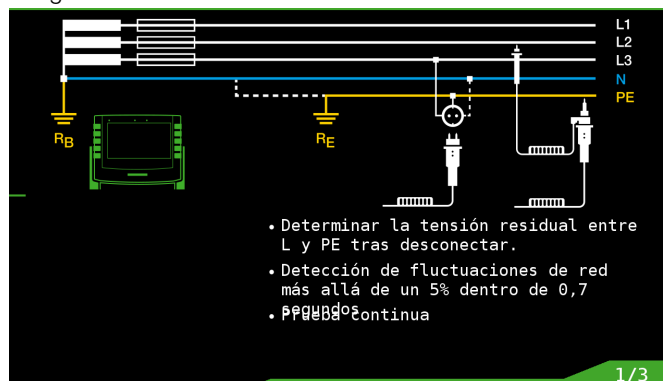 L1
L2
L3
N
PE
RB
RE
• Determinar la tensión residual entre
L y PE tras desconectar.
• Detección de fluctuaciones de red
más allá de un 5% dentro de 0,7
segundos
• Prueba continua
1/3